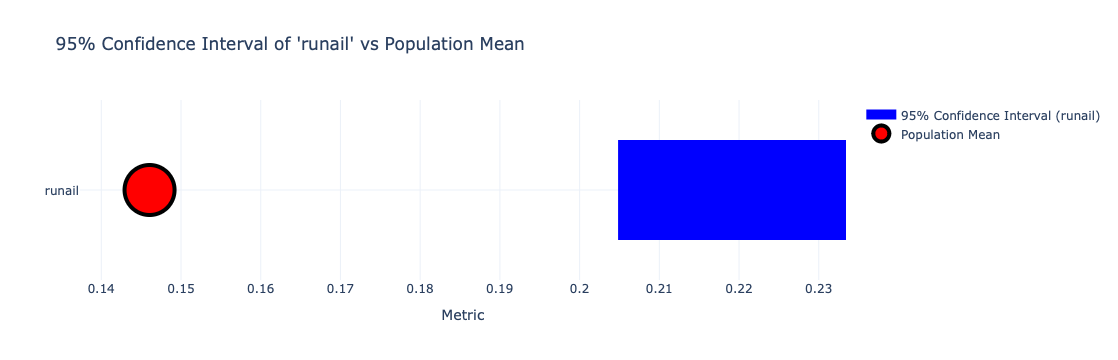 95% Confidence Interval of 'runail' vs Population Mean
95% Confidence Interval (runail)
Population Mean
runail
0.14 0.15 0.16 0.17 0.18 0.19 0.2 0.21 0.22 0.23
Metric